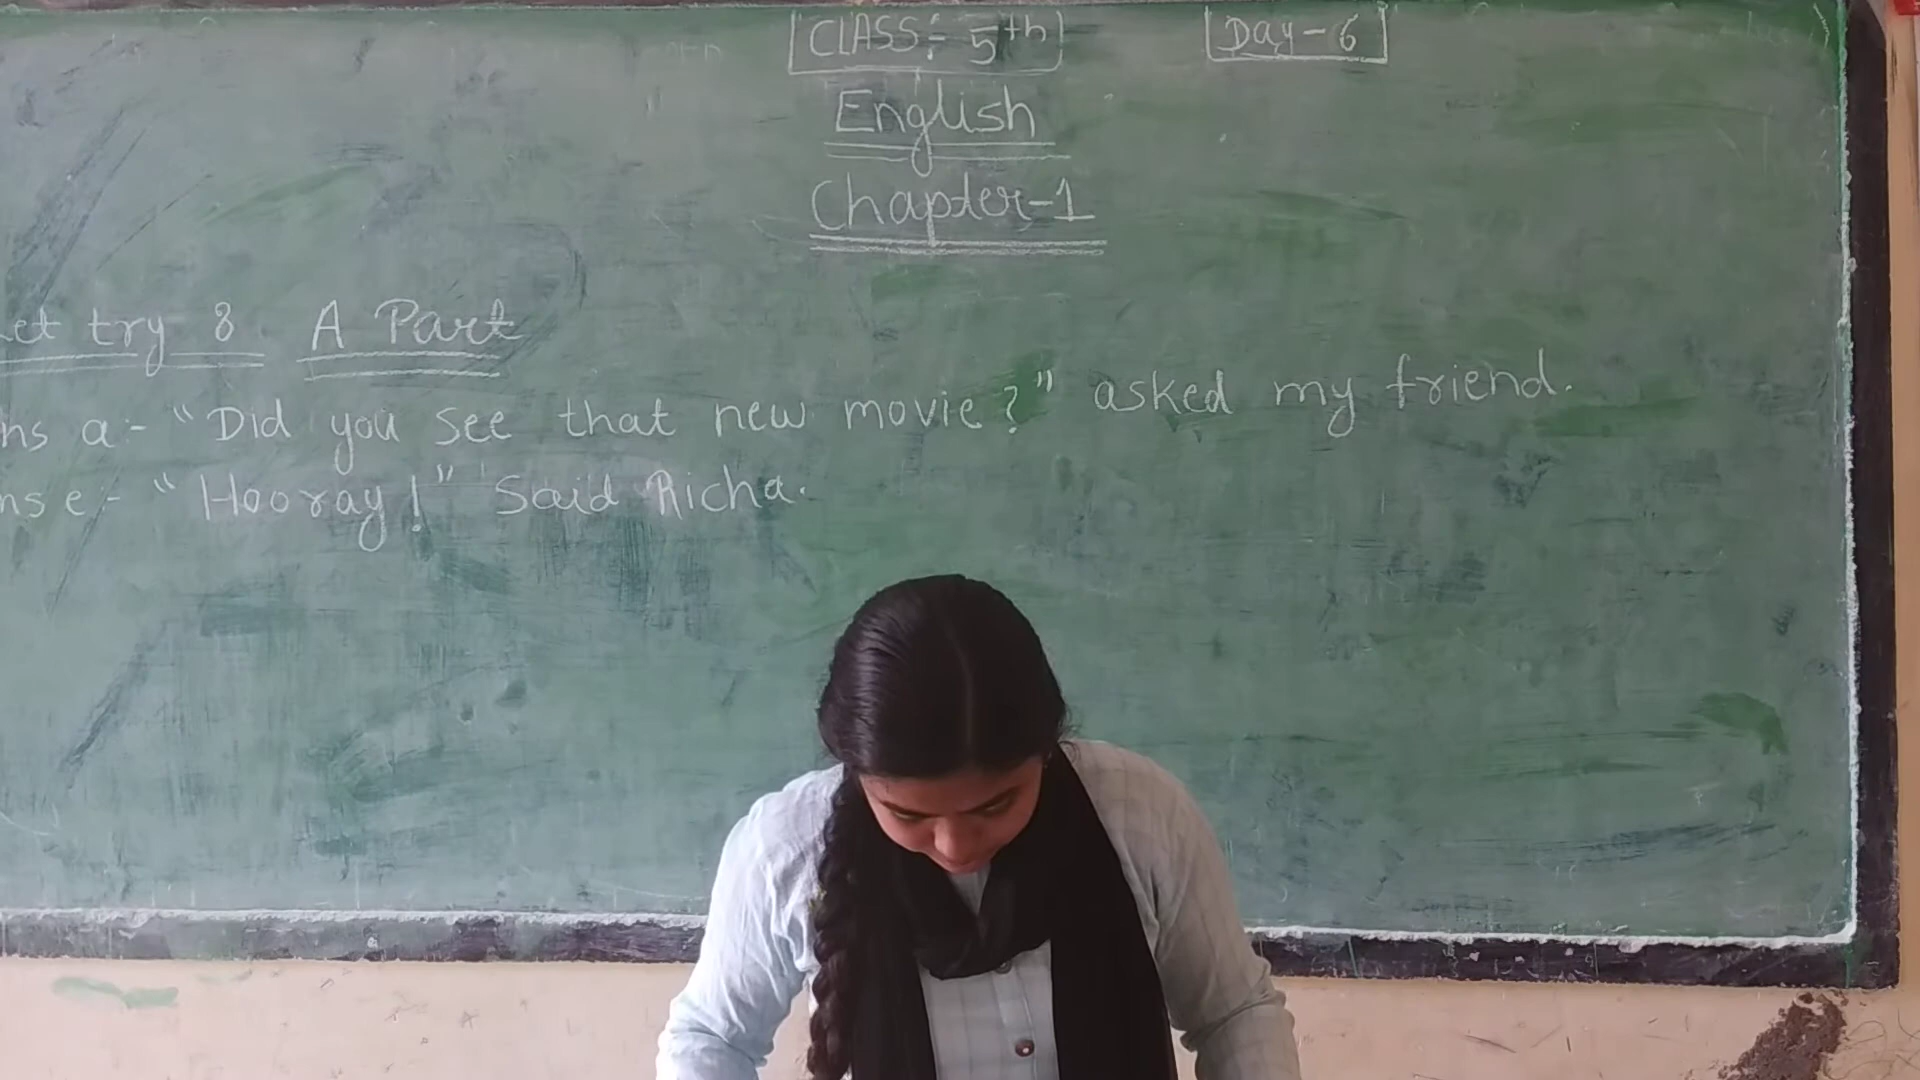 CLASS:- 5th
Day-6
English
Chapter-1
et try 8 A Part
ns a:- "Did you see that new movie?" asked my friend.
ns e:- "Hooray!" Said Richa.